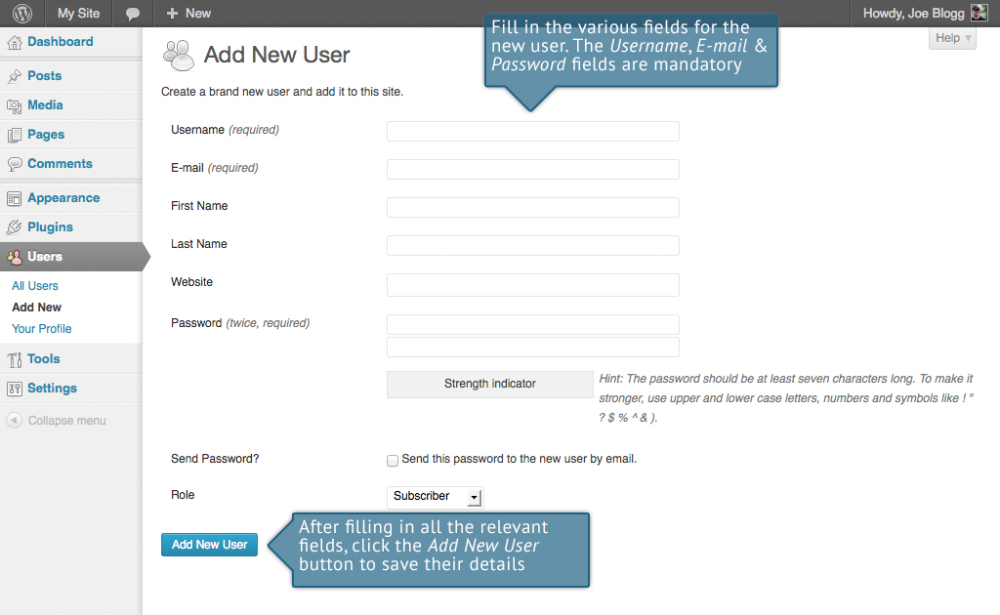 My Site
New
Howdy, Joe Blogg
Help
Dashboard
Posts
Media
Pages
Comments
Appearance
Plugins
Users
All Users
Add New
Your Profile
Tools
Settings
Collapse menu
Add New User
Fill in the various fields for the
new user. The Username, E-mail &
Password fields are mandatory
Create a brand new user and add it to this site.
Username (required)
E-mail (required)
First Name
Last Name
Website
Password (twice, required)
Strength indicator
Hint: The password should be at least seven characters long. To make it
stronger, use upper and lower case letters, numbers and symbols like ! "
? $ % ^ & ).
Send Password?
Send this password to the new user by email.
Role
Subscriber
Add New User
After filling in all the relevant
fields, click the Add New User
button to save their details